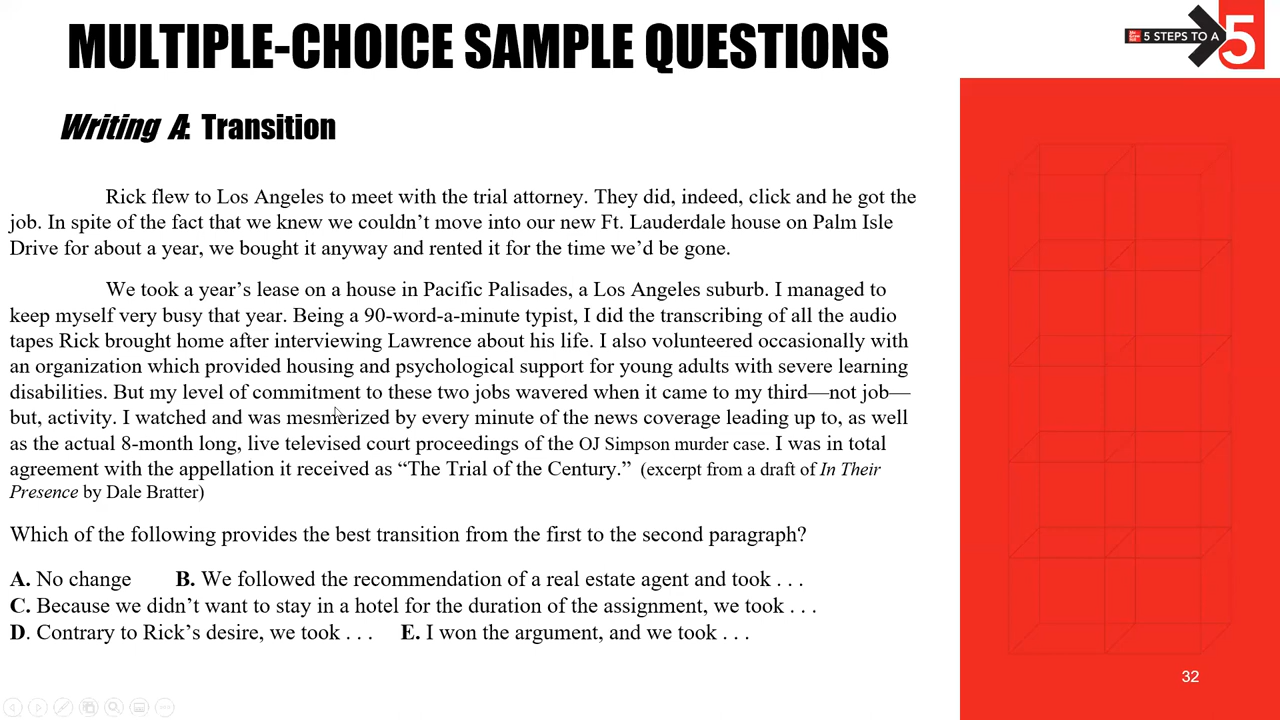 MULTIPLE-CHOICE SAMPLE QUESTIONS
5 STEPS TO A 5
Writing A: Transition
Rick flew to Los Angeles to meet with the trial attorney. They did, indeed, click and he got the
job. In spite of the fact that we knew we couldn’t move into our new Ft. Lauderdale house on Palm Isle
Drive for about a year, we bought it anyway and rented it for the time we’d be gone.
We took a year’s lease on a house in Pacific Palisades, a Los Angeles suburb. I managed to
keep myself very busy that year. Being a 90-word-a-minute typist, I did the transcribing of all the audio
tapes Rick brought home after interviewing Lawrence about his life. I also volunteered occasionally with
an organization which provided housing and psychological support for young adults with severe learning
disabilities. But my level of commitment to these two jobs wavered when it came to my third—not job—
but, activity. I watched and was mesmerized by every minute of the news coverage leading up to, as well
as the actual 8-month long, live televised court proceedings of the OJ Simpson murder case. I was in total
agreement with the appellation it received as “The Trial of the Century.” (excerpt from a draft of In Their
Presence by Dale Bratter)
Which of the following provides the best transition from the first to the second paragraph?
A. No change B. We followed the recommendation of a real estate agent and took . . .
C. Because we didn’t want to stay in a hotel for the duration of the assignment, we took . . .
D. Contrary to Rick’s desire, we took . . . E. I won the argument, and we took . . .
32